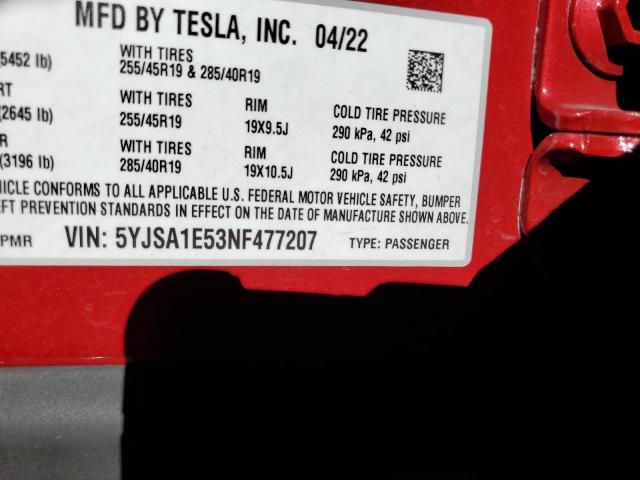 MFD BY TESLA, INC. 04/22
(5452 lb) WITH TIRES
255/45R19 & 285/40R19
RT WITH TIRES RIM COLD TIRE PRESSURE
(2645 lb) 255/45R19 19X9.5J 290 kPa, 42 psi
R WITH TIRES RIM COLD TIRE PRESSURE
(3196 lb) 285/40R19 19X10.5J 290 kPa, 42 psi
HICLE CONFORMS TO ALL APPLICABLE U.S. FEDERAL MOTOR VEHICLE SAFETY, BUMPER
EFT PREVENTION STANDARDS IN EFFECT ON THE DATE OF MANUFACTURE SHOWN ABOVE.
PMR VIN: 5YJSA1E53NF477207 TYPE: PASSENGER